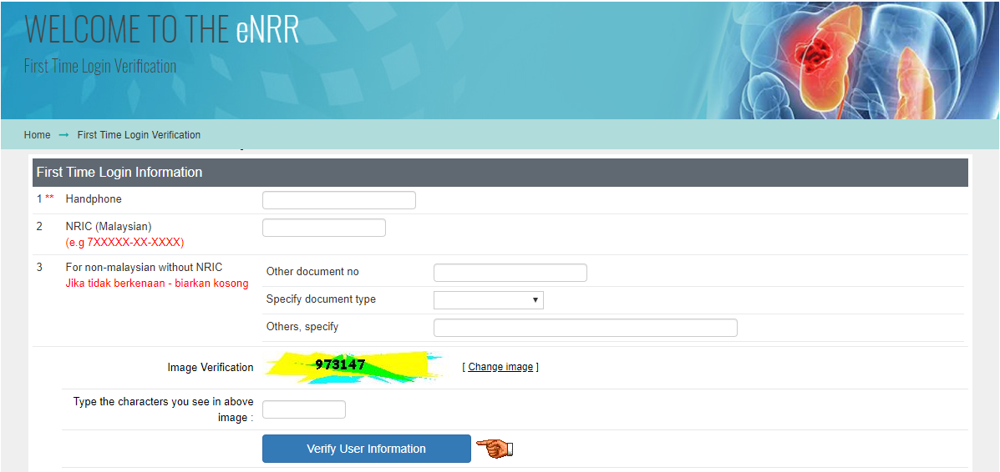 WELCOME TO THE eNRR
First Time Login Verification
Home → First Time Login Verification
First Time Login Information
1 ** Handphone
2 NRIC (Malaysian)
(e.g 7XXXXX-XX-XXXX)
3 For non-malaysian without NRIC
Jika tidak berkenaan - biarkan kosong
Other document no
Specify document type
Others, specify
Image Verification 973147 [ Change image ]
Type the characters you see in above
image :
Verify User Information